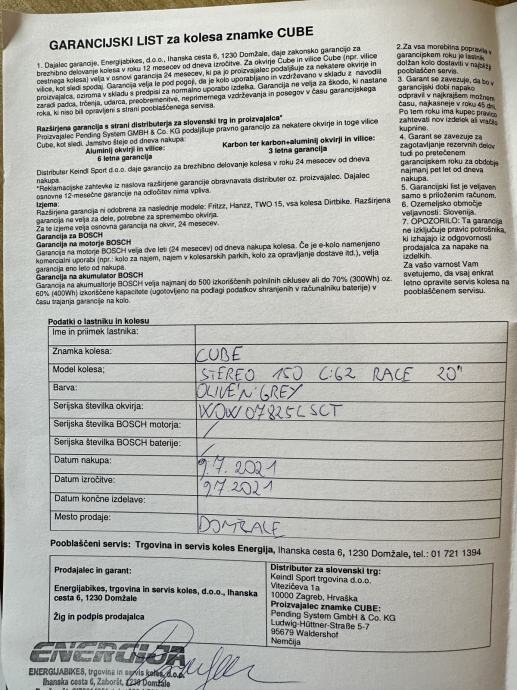 GARANCIJSKI LIST za kolesa znamke CUBE
1. Dajalec garancije, Energijabikes, d.o.o., Ihanska cesta 6, 1230 Domžale, daje zakonsko garancijo za
brezhibno delovanje kolesa v roku 12 mesecev od dneva izročitve. Za okvirje Cube in vilice Cube (npr. vilice
cestnega kolesa) velja v osnovi garancija 24 mesecev, ki pa jo proizvajalec podaljšuje za nekatere okvirje in
vilice, kot sledi spodaj. Garancija velja le pod pogoji, da je kolo uporabljano in vzdrževano v skladu z navodili
proizvajalca, oziroma v skladu s predpisi za normalno uporabo izdelka. Garancija ne velja za škodo, ki nastane
zaradi padca, trčenja, udarca, preobremenitve, neprimernega vzdrževanja in posegov v času garancijskega
roka, ki niso bili opravljeni s strani pooblaščenega servisa.
Razširjena garancija s strani distributerja za slovenski trg in proizvajalca*
Proizvajalec Pending System GMBH & Co. KG podaljšuje pravno garancijo za nekatere okvirje in toge vilice
Cube, kot sledi. Jamstvo šteje od dneva nakupa:
Aluminij okvirji in vilice: Karbon ter karbon+aluminij okvirji in vilice:
6 letna garancija 3 letna garancija
Distributer Keindl Sport d.o.o. daje garancijo za brezhibno delovanje kolesa v roku 24 mesecev od dneva
nakupa.
*Reklamacijske zahtevke iz naslova razširjene garancije obravnavata distributer oz. proizvajalec. Dajalec
osnovne 12-mesečne garancije na odločitev nima vpliva.
Izjema
Razširjena garancija ni odobrena za naslednje modele: Fritzz, Hanzz, TWO 15, vsa kolesa Dirtbike. Razširjena
garancija ne velja za dele, potrebne za spremembo okvirja.
Za te izjeme velja osnovna garancija na okvir, 24 mesecev.
Garancija za BOSCH
Garancija na motorje BOSCH
Garancija na motorje BOSCH velja dve leti (24 mesecev) od dneva nakupa kolesa. Če je e-kolo namenjeno
komercialni uporabi (npr.: kolo za najem, najem v kolesarskih parkih, kolo za opravljanje dostave itd.), velja
garancija eno leto od nakupa.
Garancija na akumulator BOSCH
Garancija na akumualtorje BOSCH velja najmanj do 500 izkoriščenih polnilnih ciklusev ali do 70% (300Wh) oz.
60% (400Wh) izkoriščene kapacitete (ugotovljeno na podlagi podatkov shranjenih v računalniku baterije) v
času trajanja garancije na kolo.
2.Za vsa morebitna popravila v
garancijskem roku je lastnik
dolžan kolo dostaviti v najbližji
pooblaščen servis.
3. Garant se zavezuje, da bo v
garancijski dobi napako
odpravil v najkrajšem možnem
času, najkasneje v roku 45 dni.
Po tem roku ima kupec pravico
zahtevati nov izdelek ali vračilo
kupnine.
4. Garant se zavezuje za
zagotavljanje rezervnih delov
tudi po pretečenem
garancijskem roku za obdobje
najmanj pet let od dneva
nakupa.
5. Garancijski list je veljaven
samo s priloženim računom.
6. Ozemeljsko območje
veljavnosti: Slovenija.
7. OPOZORILO: Ta garancija
ne izključuje pravic potrošnika,
ki izhajajo iz odgovornosti
prodajalca za napake na
izdelkih.
Za vašo varnost Vam
svetujemo, da vsaj enkrat
letno opravite servis kolesa na
pooblaščenem servisu.
Podatki o lastniku in kolesu
Ime in priimek lastnika:
Znamka kolesa: CUBE
Model kolesa: STEREO 150 C:62 RACE 20"
Barva: OLIVE'N'GREY
Serijska številka okvirja: WOW07825LSCT
Serijska številka BOSCH motorja: /
Serijska številka BOSCH baterije: /
Datum nakupa: 9.7.2021
Datum izročitve: 9.7.2021
Datum končne izdelave:
Mesto prodaje: DOMŽALE
Pooblaščeni servis: Trgovina in servis koles Energija, Ihanska cesta 6, 1230 Domžale, tel.: 01 721 1394
Prodajalec in garant:
Energijabikes, trgovina in servis koles, d.o.o., Ihanska
cesta 6, 1230 Domžale
Žig in podpis prodajalca
Distributer za slovenski trg:
Keindl Sport trgovina d.o.o.
Vitezičeva 1a
10000 Zagreb, Hrvaška
Proizvajalec znamke CUBE:
Pending System GmbH & Co. KG
Ludwig-Hüttner-Straße 5-7
95679 Waldershof
Nemčija
ENERGIJA
ENERGIJABIKES, trgovina in servis koles, d.o.o.
Ihanska cesta 6, Zaboršt, 1230 Domžale